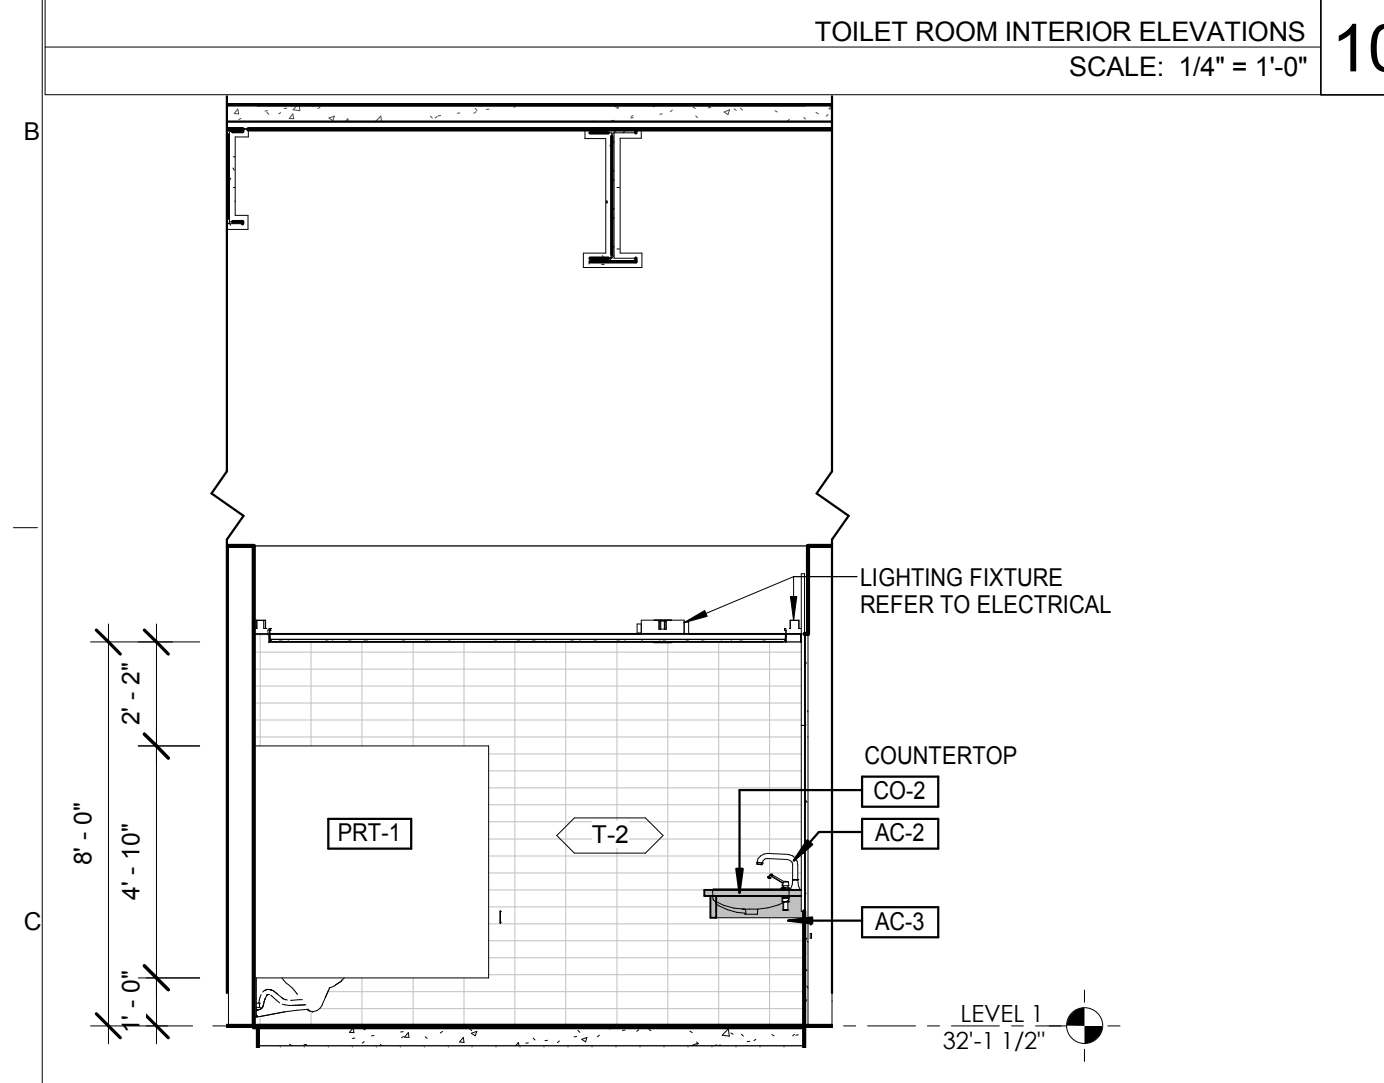 TOILET ROOM INTERIOR ELEVATIONS
SCALE: 1/4" = 1'-0"
10
B
LIGHTING FIXTURE
REFER TO ELECTRICAL
2' - 2"
COUNTERTOP
CO-2
PRT-1
T-2
AC-2
8' - 0"
4' - 10"
C
AC-3
1' - 0"
LEVEL 1
32'-1 1/2"